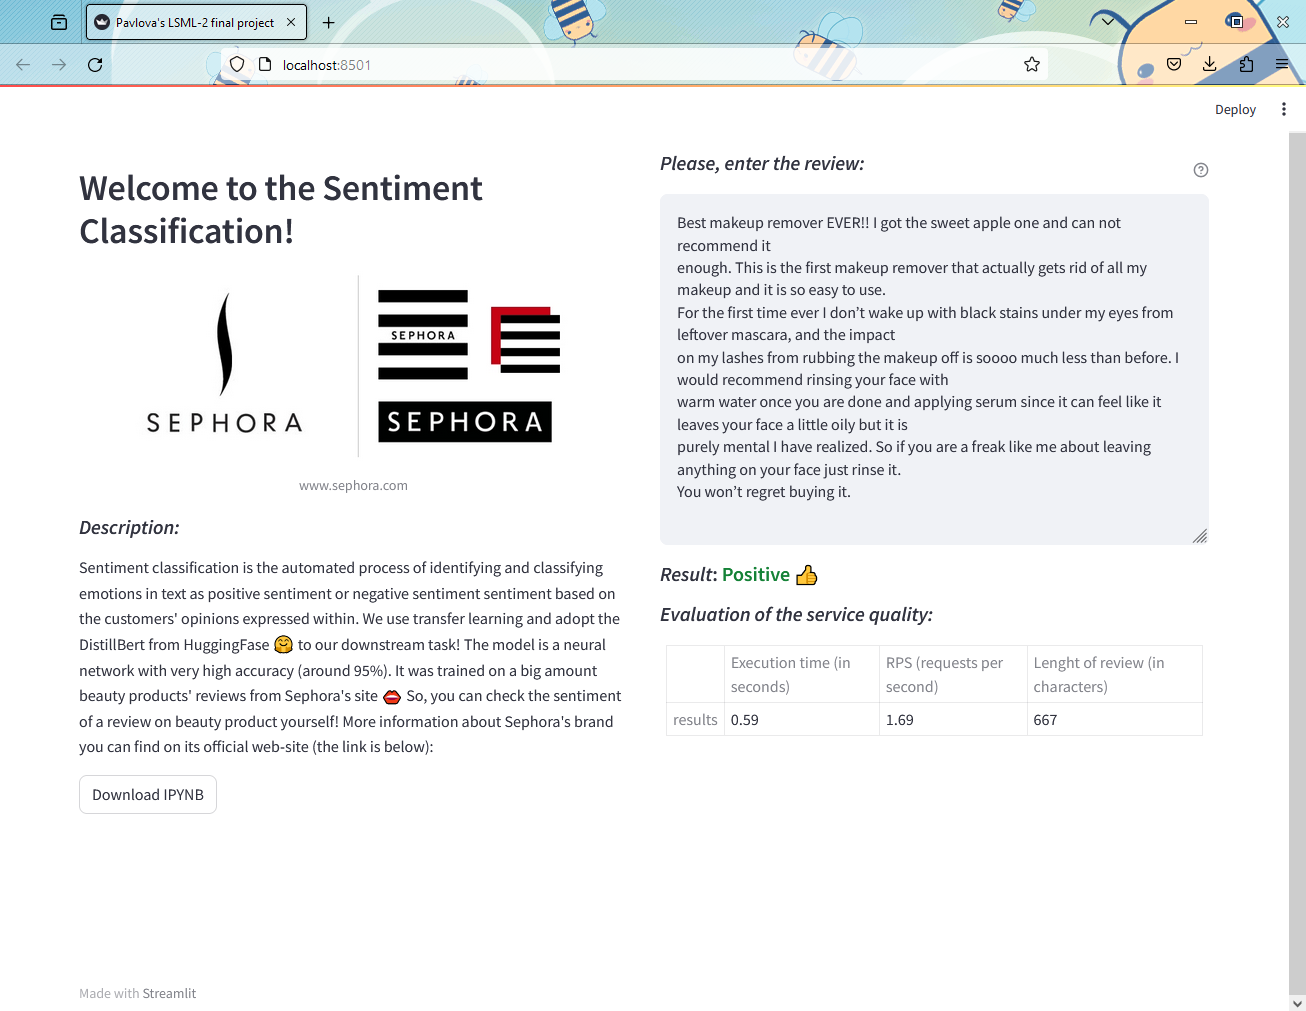 Pavlova's LSML-2 final project
localhost:8501
Deploy
Welcome to the Sentiment
Classification!
SEPHORA
SEPHORA
SEPHORA
www.sephora.com
Description:
Sentiment classification is the automated process of identifying and classifying
emotions in text as positive sentiment or negative sentiment sentiment based on
the customers' opinions expressed within. We use transfer learning and adopt the
DistillBert from HuggingFase 🤗 to our downstream task! The model is a neural
network with very high accuracy (around 95%). It was trained on a big amount
beauty products' reviews from Sephora's site 👄 So, you can check the sentiment
of a review on beauty product yourself! More information about Sephora's brand
you can find on its official web-site (the link is below):
Download IPYNB
Made with Streamlit
Please, enter the review:
Best makeup remover EVER!! I got the sweet apple one and can not
recommend it
enough. This is the first makeup remover that actually gets rid of all my
makeup and it is so easy to use.
For the first time ever I don’t wake up with black stains under my eyes from
leftover mascara, and the impact
on my lashes from rubbing the makeup off is soooo much less than before. I
would recommend rinsing your face with
warm water once you are done and applying serum since it can feel like it
leaves your face a little oily but it is
purely mental I have realized. So if you are a freak like me about leaving
anything on your face just rinse it.
You won’t regret buying it.
Result: Positive 👍
Evaluation of the service quality:
Execution time (in seconds) RPS (requests per second) Lenght of review (in characters)
results 0.59 1.69 667